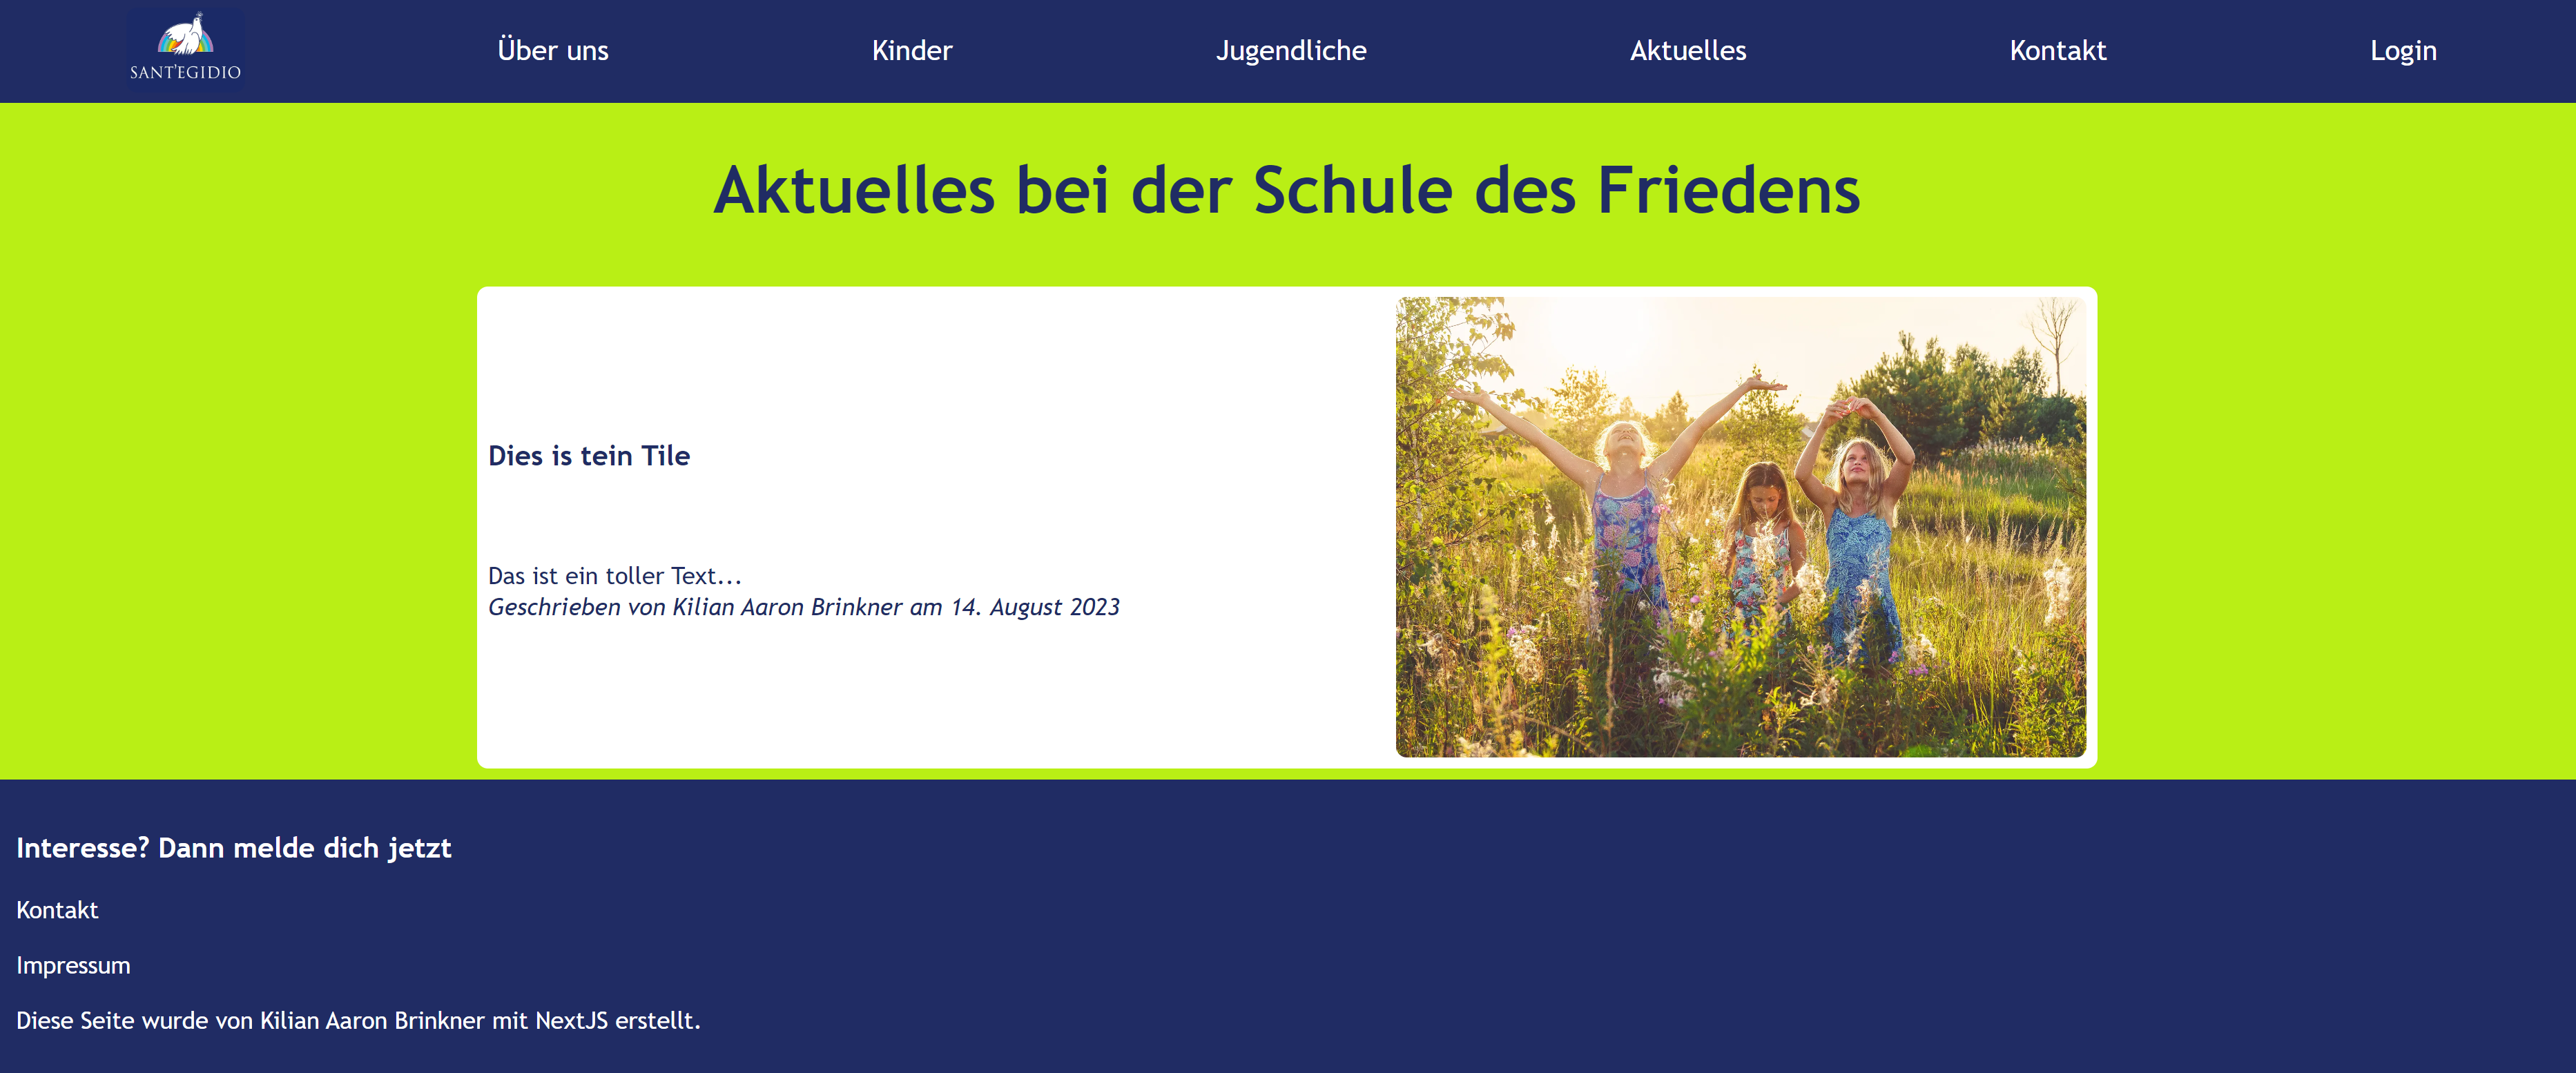 SANT'EGIDIO
Über uns
Kinder
Jugendliche
Aktuelles
Kontakt
Login
Aktuelles bei der Schule des Friedens
Dies is tein Tile
Das ist ein toller Text...
Geschrieben von Kilian Aaron Brinkner am 14. August 2023
Interesse? Dann melde dich jetzt
Kontakt
Impressum
Diese Seite wurde von Kilian Aaron Brinkner mit NextJS erstellt.